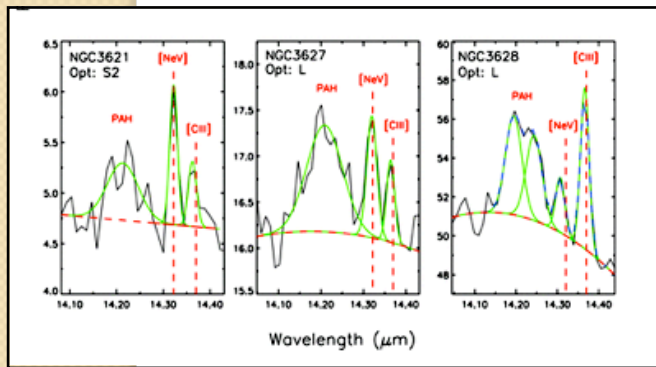 NGC3621
Opt: S2
PAH
[NeV]
[CIII]
6.5
6.0
5.5
5.0
4.5
4.0
14.10
14.20
14.30
14.40
NGC3627
Opt: L
PAH
[NeV]
[CIII]
18.0
17.5
17.0
16.5
16.0
15.5
14.10
14.20
14.30
14.40
NGC3628
Opt: L
PAH
[NeV]
[CIII]
60
58
56
54
52
50
48
14.10
14.20
14.30
14.40
Wavelength (μm)